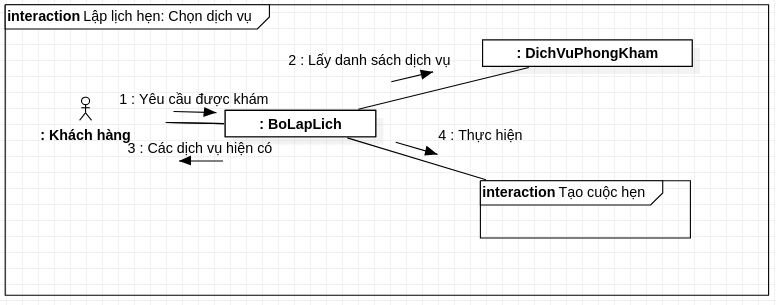 interaction Lập lịch hẹn: Chọn dịch vụ
2 : Lấy danh sách dịch vụ
: DichVuPhongKham
1 : Yêu cầu được khám
: BoLapLich
: Khách hàng
3 : Các dịch vụ hiện có
4 : Thực hiện
interaction Tạo cuộc hẹn